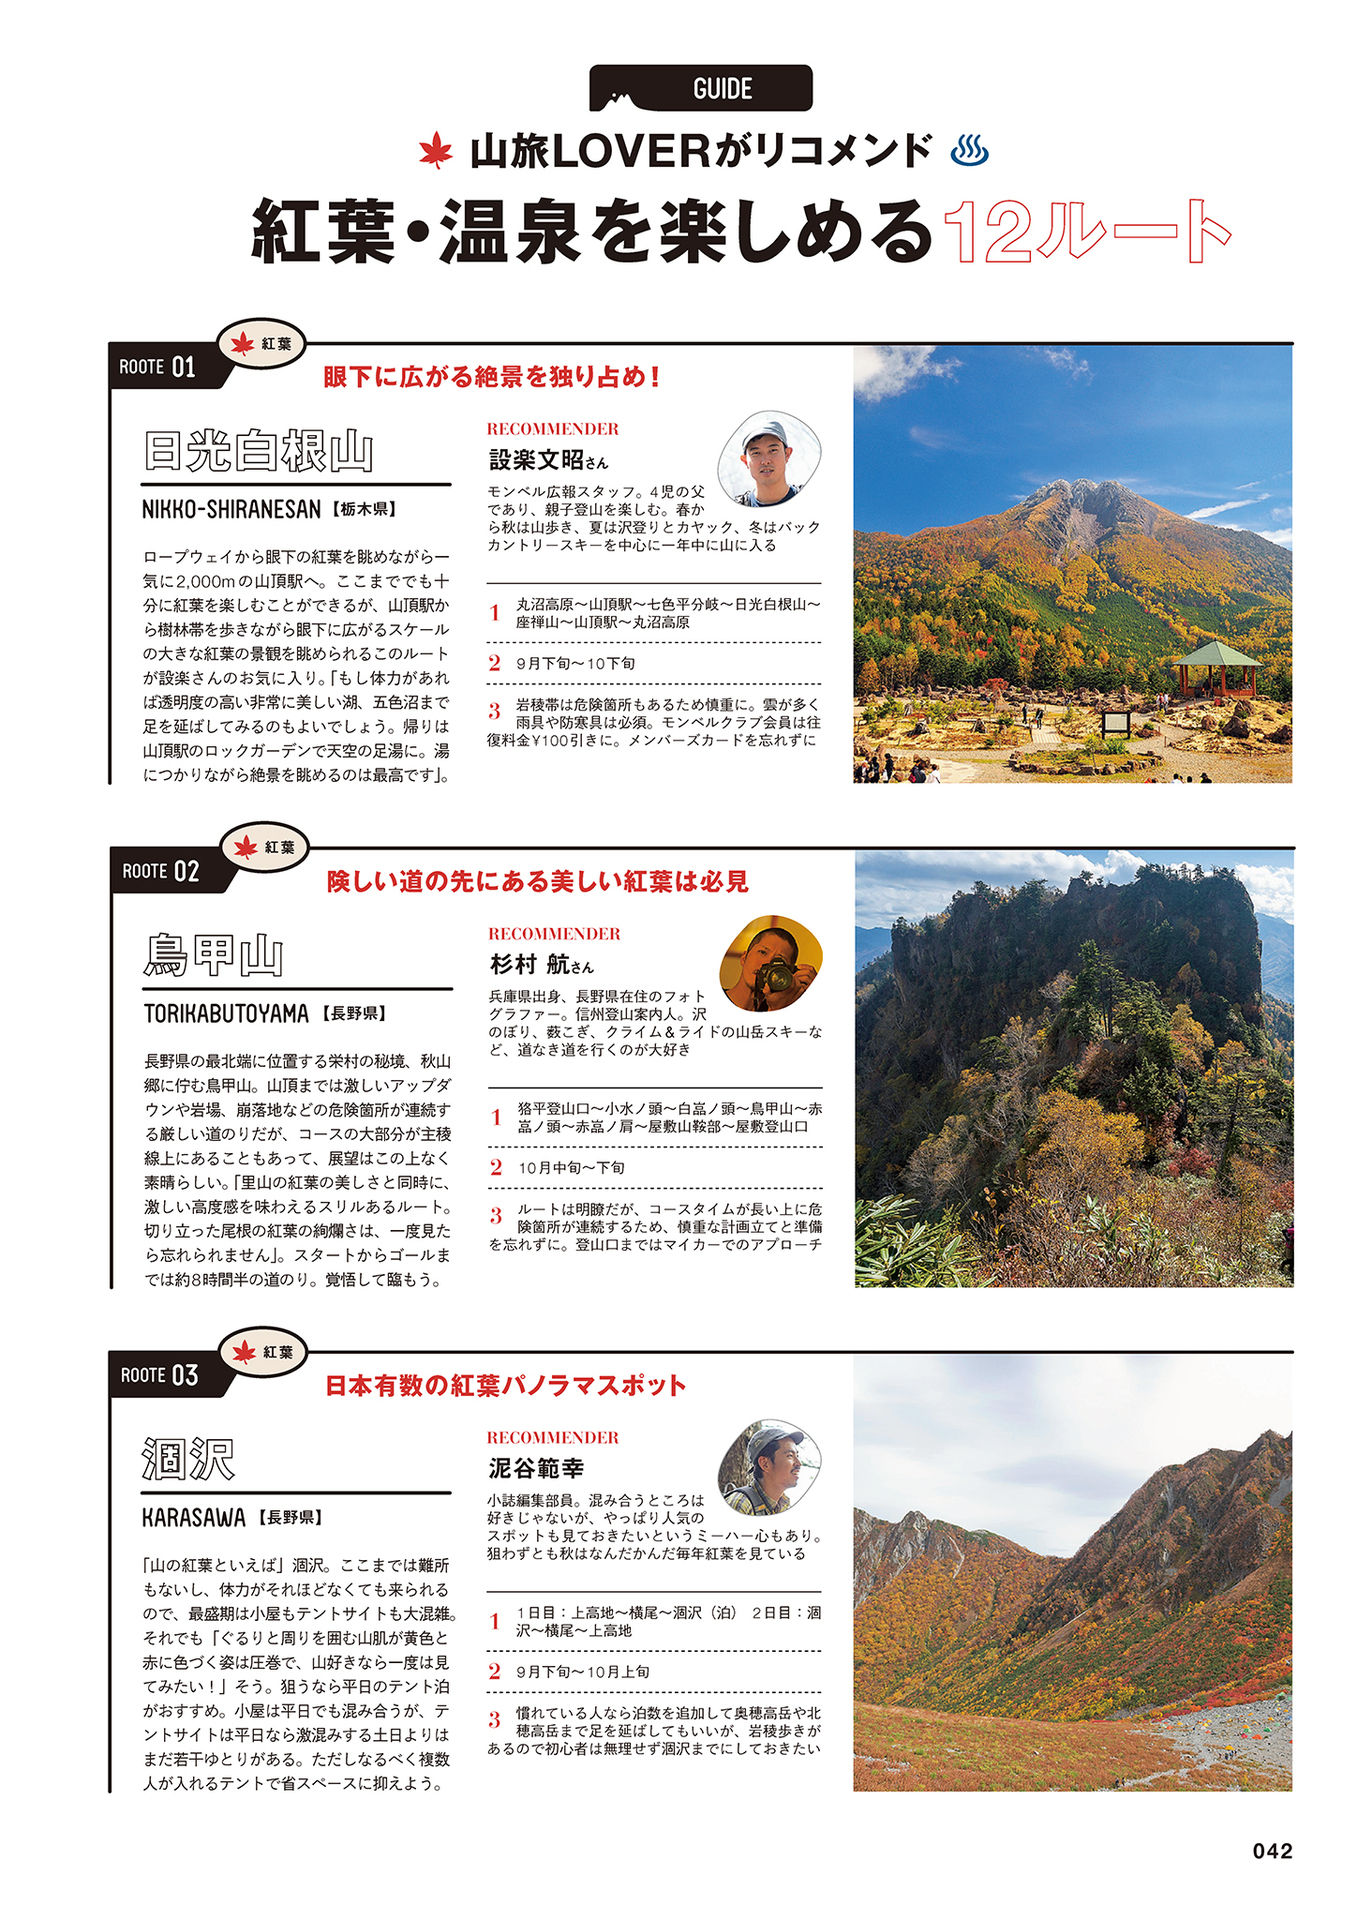 GUIDE
山旅LOVERがリコメンド
紅葉・温泉を楽しめる12ルート
ROOTE 01
紅葉
眼下に広がる絶景を独り占め！
日光白根山
NIKKO-SHIRANESAN【栃木県】
ロープウェイから眼下の紅葉を眺めながら一
気に2,000mの山頂駅へ。ここまででも十
分に紅葉を楽しむことができるが、山頂駅か
ら樹林帯を歩きながら眼下に広がるスケール
の大きな紅葉の景観を眺められるこのルート
が設楽さんのお気に入り。「もし体力があれ
ば透明度の高い非常に美しい湖、五色沼まで
足を延ばしてみるのもよいでしょう。帰りは
山頂駅のロックガーデンで天空の足湯に。湯
につかりながら絶景を眺めるのは最高です」。
RECOMMENDER
設楽文昭さん
モンベル広報スタッフ。4児の父
であり、親子登山を楽しむ。春か
ら秋は山歩き、夏は沢登りとカヤック、冬はバック
カントリースキーを中心に一年中に山に入る
1 丸沼高原〜山頂駅〜七色平分岐〜日光白根山〜
座禅山〜山頂駅〜丸沼高原
2 9月下旬〜10下旬
3 岩稜帯は危険箇所もあるため慎重に。雲が多く
雨具や防寒具は必須。モンベルクラブ会員は往
復料金¥100引きに。メンバーズカードを忘れずに
ROOTE 02
紅葉
険しい道の先にある美しい紅葉は必見
鳥甲山
TORIKABUTOYAMA【長野県】
長野県の最北端に位置する栄村の秘境、秋山
郷に佇む鳥甲山。山頂までは激しいアップダ
ウンや岩場、崩落地などの危険箇所が連続す
る厳しい道のりだが、コースの大部分が主稜
線上にあることもあって、展望はこの上なく
素晴らしい。「里山の紅葉の美しさと同時に、
激しい高度感を味わえるスリルあるルート。
切り立った尾根の紅葉の絢爛さは、一度見た
ら忘れられません」。スタートからゴールま
では約8時間半の道のり。覚悟して臨もう。
RECOMMENDER
杉村 航さん
兵庫県出身、長野県在住のフォト
グラファー。信州登山案内人。沢
のぼり、薮こぎ、クライム＆ライドの山岳スキーな
ど、道なき道を行くのが大好き
1 狢平登山口〜小水ノ頭〜白嵓ノ頭〜鳥甲山〜赤
嵓ノ頭〜赤嵓ノ肩〜屋敷山鞍部〜屋敷登山口
2 10月中旬〜下旬
3 ルートは明瞭だが、コースタイムが長い上に危
険箇所が連続するため、慎重な計画立てと準備
を忘れずに。登山口まではマイカーでのアプローチ
ROOTE 03
紅葉
日本有数の紅葉パノラマスポット
涸沢
KARASAWA【長野県】
「山の紅葉といえば」涸沢。ここまでは難所
もないし、体力がそれほどなくても来られる
ので、最盛期は小屋もテントサイトも大混雑。
それでも「ぐるりと周りを囲む山肌が黄色と
赤に色づく姿は圧巻で、山好きなら一度は見
てみたい！」そう。狙うなら平日のテント泊
がおすすめ。小屋は平日でも混み合うが、テ
ントサイトは平日なら激混みする土日よりは
まだ若干ゆとりがある。ただしなるべく複数
人が入れるテントで省スペースに抑えよう。
RECOMMENDER
泥谷範幸
小誌編集部員。混み合うところは
好きじゃないが、やっぱり人気の
スポットも見ておきたいというミーハー心もあり。
狙わずとも秋はなんだかんだ毎年紅葉を見ている
1 1日目：上高地〜横尾〜涸沢（泊） 2日目：涸
沢〜横尾〜上高地
2 9月下旬〜10月上旬
3 慣れている人なら泊数を追加して奥穂高岳や北
穂高岳まで足を延ばしてもいいが、岩稜歩きが
あるので初心者は無理せず涸沢までにしておきたい
042